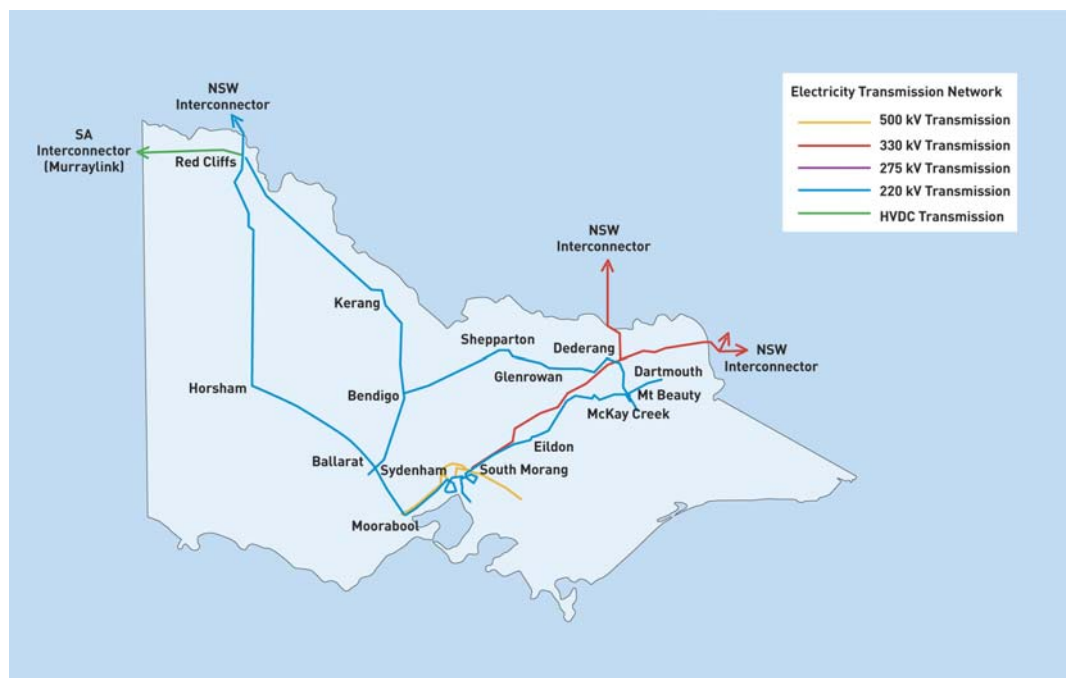 NSW
Interconnector
SA
Interconnector
(Murraylink)
Red Cliffs
Electricity Transmission Network
500 kV Transmission
330 kV Transmission
275 kV Transmission
220 kV Transmission
HVDC Transmission
NSW
Interconnector
Kerang
Shepparton
Dederang
NSW
Interconnector
Glenrowan
Dartmouth
Horsham
Bendigo
Mt Beauty
McKay Creek
Eildon
Ballarat
Sydenham
South Morang
Moorabool